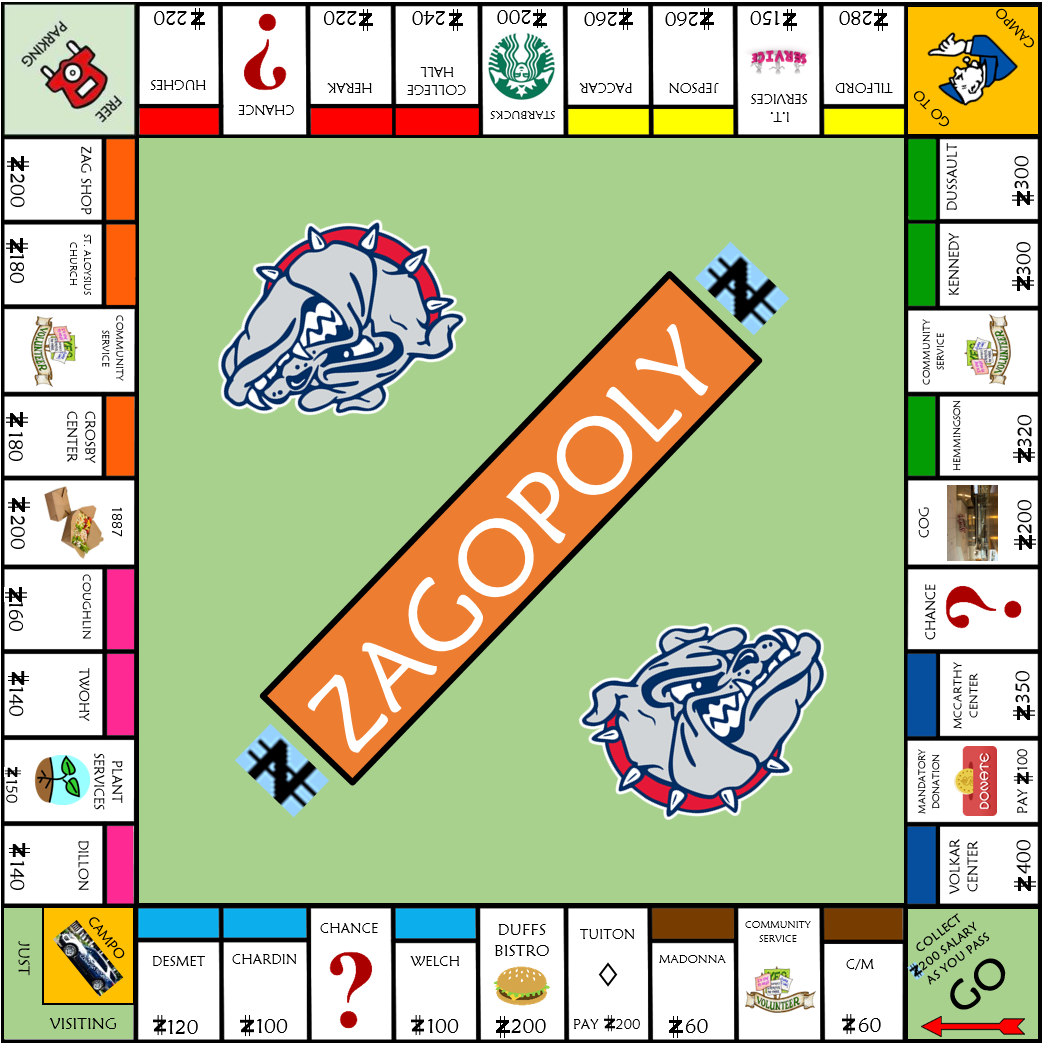 FREE
PARKING
HUGHES
Ƶ220
CHANCE
?
HERAK
Ƶ220
COLLEGE
HALL
Ƶ240
STARBUCKS
Ƶ200
PACCAR
Ƶ260
JEPSON
Ƶ260
I.T.
SERVICES
SERVICE
Ƶ150
TILFORD
Ƶ280
GO TO
CAMPO
ZAG SHOP
Ƶ200
ST. ALOYSIUS
CHURCH
Ƶ180
COMMUNITY
SERVICE
VOLUNTEER
CROSBY
CENTER
Ƶ180
1887
Ƶ200
COUGHLIN
Ƶ160
TWOHY
Ƶ140
PLANT
SERVICES
Ƶ150
DILLON
Ƶ140
ZAGOPOLY
Ƶ
Ƶ
DUSSAULT
Ƶ300
KENNEDY
Ƶ300
COMMUNITY
SERVICE
VOLUNTEER
HEMMINGSON
Ƶ320
COG
Ƶ200
CHANCE
?
MCCARTHY
CENTER
Ƶ350
MANDATORY
DONATION
DONATE
PAY Ƶ100
VOLKAR
CENTER
Ƶ400
JUST
VISITING
CAMPO
DESMET
Ƶ120
CHARDIN
Ƶ100
CHANCE
?
WELCH
Ƶ100
DUFFS
BISTRO
Ƶ200
TUITON
PAY Ƶ200
MADONNA
Ƶ60
COMMUNITY
SERVICE
VOLUNTEER
C/M
Ƶ60
COLLECT
Ƶ200 SALARY
AS YOU PASS
GO